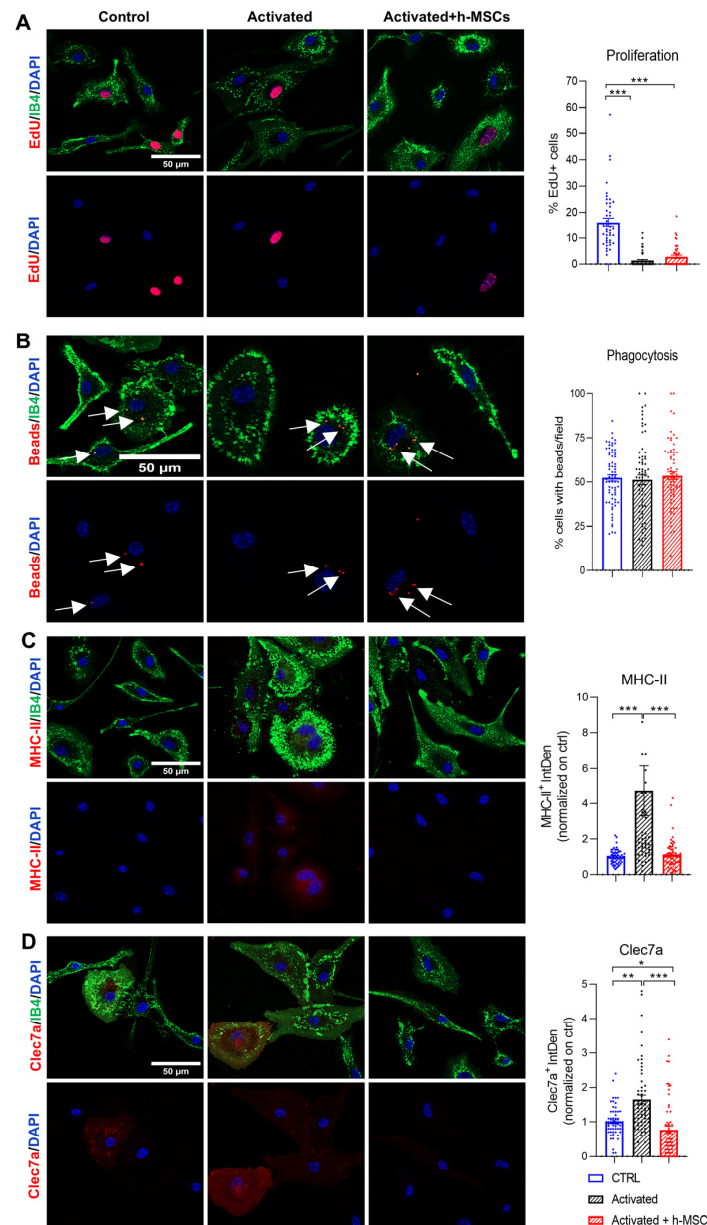 Control
Activated
Activated+h-MSCs
A
EdU/IB4/DAPI
50 µm
EdU/DAPI
Proliferation
% EdU+ cells
70
60
50
40
30
20
10
0
***
***
B
Beads/IB4/DAPI
50 µm
Beads/DAPI
Phagocytosis
% cells with beads/field
100
75
50
25
0
C
MHC-II/IB4/DAPI
50 µm
MHC-II/DAPI
MHC-II
MHC-II+ IntDen
(normalized on ctrl)
10
8
6
4
2
0
*** ***
D
Clec7a/IB4/DAPI
50 µm
Clec7a/DAPI
Clec7a
Clec7a+ IntDen
(normalized on ctrl)
5
4
3
2
1
0
*
** ***
CTRL
Activated
Activated + h-MSC